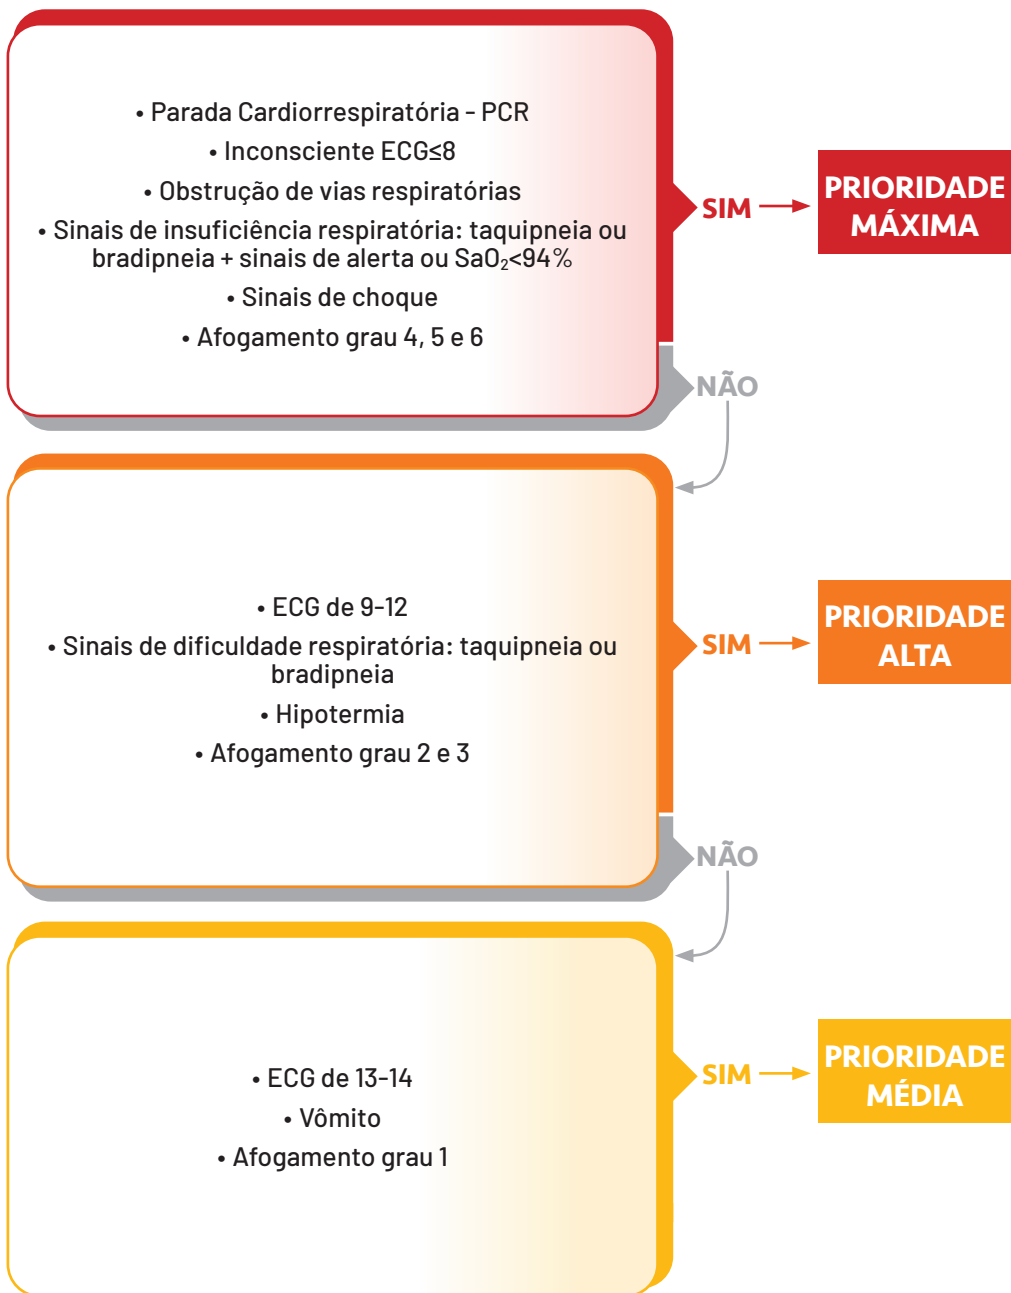 • Parada Cardiorrespiratória - PCR
• Inconsciente ECG≤8
• Obstrução de vias respiratórias
• Sinais de insuficiência respiratória: taquipneia ou
bradipneia + sinais de alerta ou SaO₂<94%
• Sinais de choque
• Afogamento grau 4, 5 e 6
SIM
PRIORIDADE
MÁXIMA
NÃO
• ECG de 9-12
• Sinais de dificuldade respiratória: taquipneia ou
bradipneia
• Hipotermia
• Afogamento grau 2 e 3
SIM
PRIORIDADE
ALTA
NÃO
• ECG de 13-14
• Vômito
• Afogamento grau 1
SIM
PRIORIDADE
MÉDIA